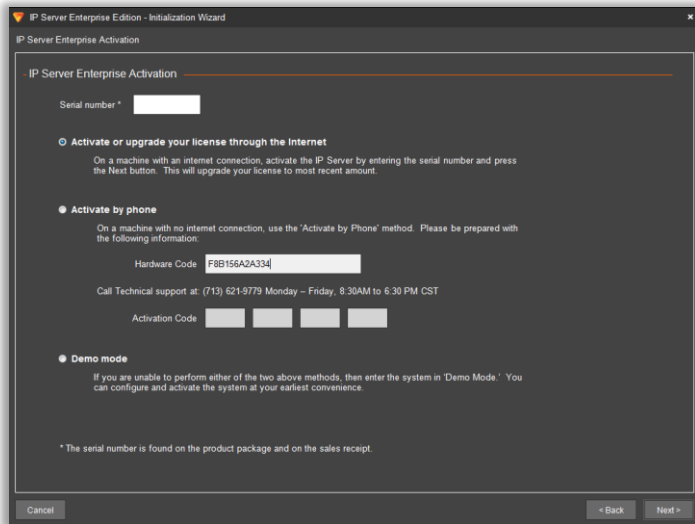 IP Server Enterprise Edition - Initialization Wizard
IP Server Enterprise Activation
IP Server Enterprise Activation
Serial number *
Activate or upgrade your license through the Internet
On a machine with an internet connection, activate the IP Server by entering the serial number and press
the Next button. This will upgrade your license to most recent amount.
Activate by phone
On a machine with no internet connection, use the 'Activate by Phone' method. Please be prepared with
the following information:
Hardware Code F8B156A2A334
Call Technical support at: (713) 621-9779 Monday – Friday, 8:30AM to 6:30 PM CST
Activation Code
Demo mode
If you are unable to perform either of the two above methods, then enter the system in 'Demo Mode.' You
can configure and activate the system at your earliest convenience.
* The serial number is found on the product package and on the sales receipt.
Cancel < Back Next >